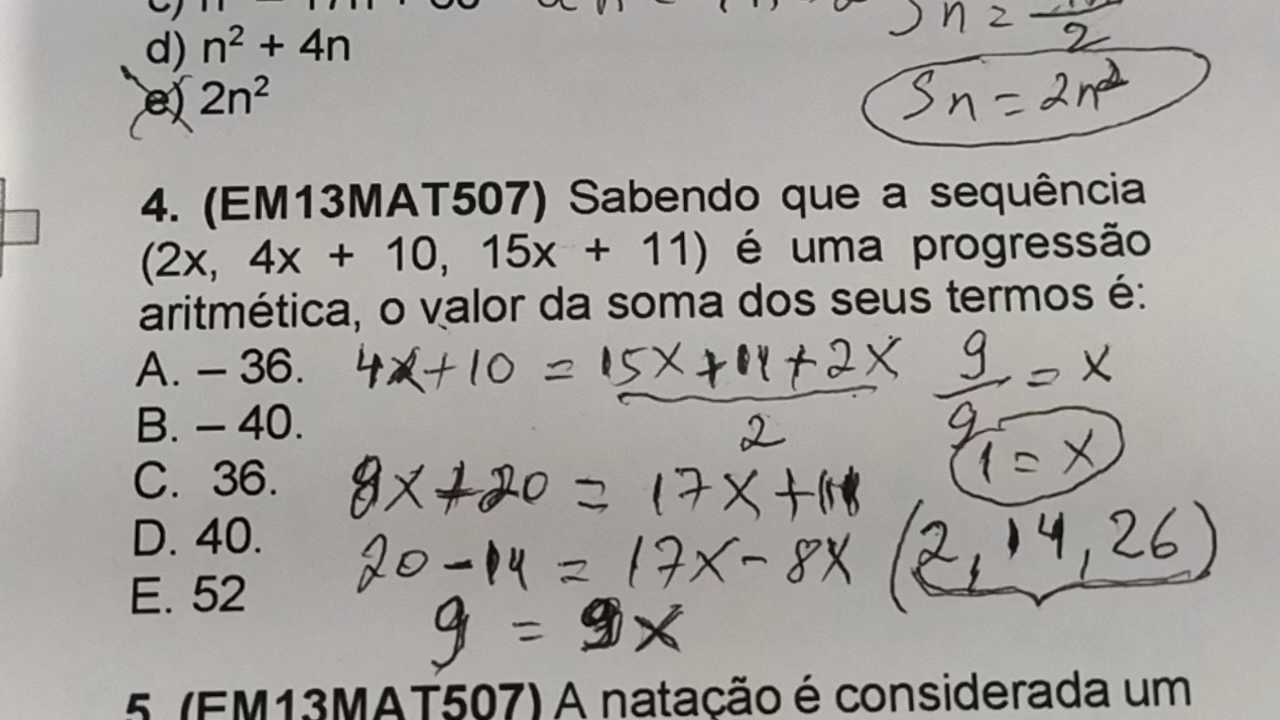 d) n² + 4n
e) 2n²
Sn = 2n²
4. (EM13MAT507) Sabendo que a sequência
(2x, 4x + 10, 15x + 11) é uma progressão
aritmética, o valor da soma dos seus termos é:
A. – 36.
B. – 40.
C. 36.
D. 40.
E. 52
4x+10 = 15x+11+2x
2
8x+20 = 17x+11
20-11 = 17x-8x
9 = 9x
9
9
= x
1 = x
(2, 14, 26)
5 (EM13MAT507) A natação é considerada um